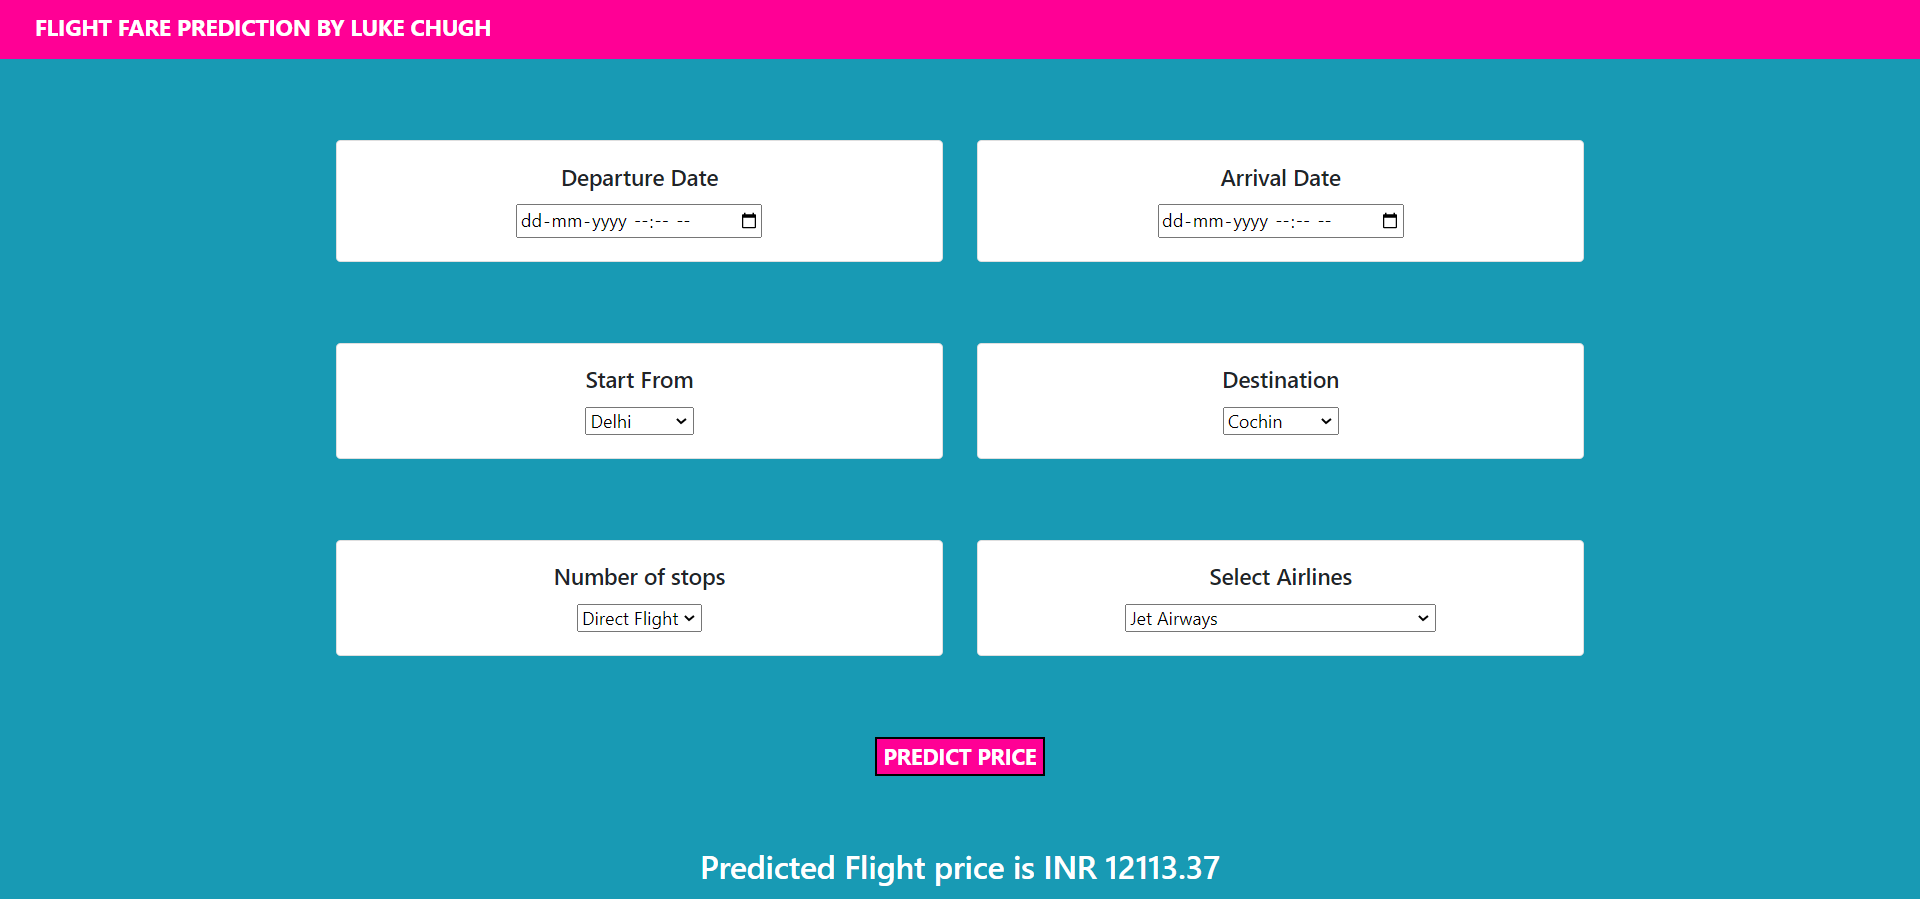 FLIGHT FARE PREDICTION BY LUKE CHUGH
Departure Date
dd-mm-yyyy --:-- --
Arrival Date
dd-mm-yyyy --:-- --
Start From
Delhi
Destination
Cochin
Number of stops
Direct Flight
Select Airlines
Jet Airways
PREDICT PRICE
Predicted Flight price is INR 12113.37